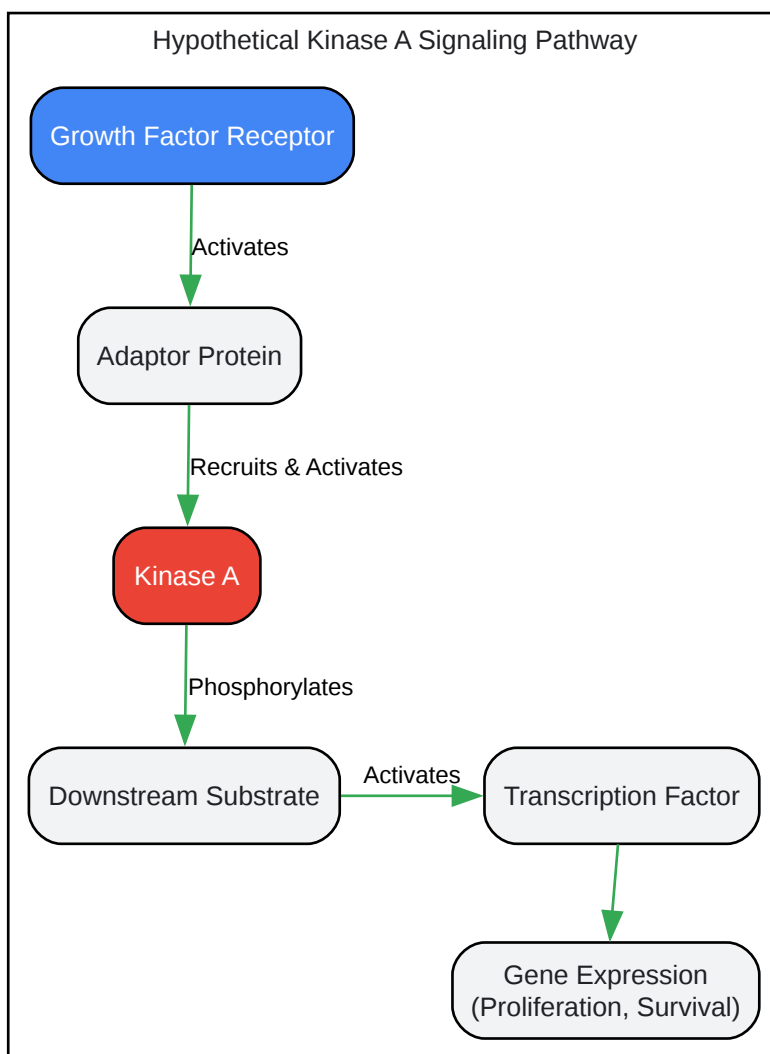 Hypothetical Kinase A Signaling Pathway
Growth Factor Receptor
Activates
Adaptor Protein
Recruits & Activates
Kinase A
Phosphorylates
Downstream Substrate
Activates
Transcription Factor
Gene Expression
(Proliferation, Survival)